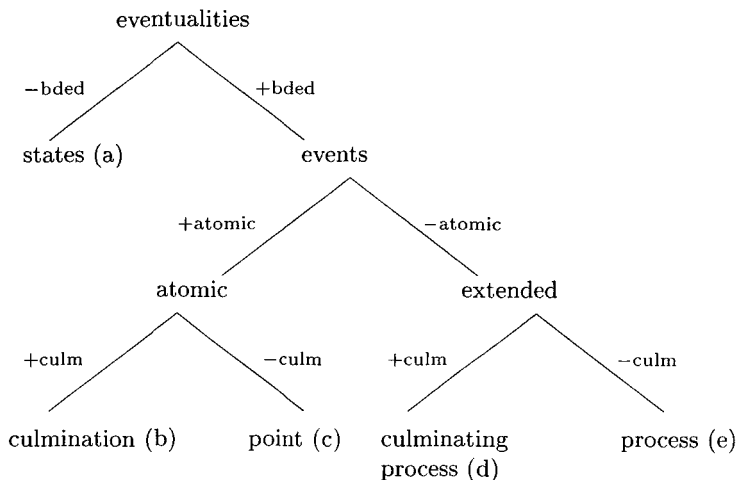 eventualities
−bded +bded
states (a) events
+atomic −atomic
atomic extended
+culm −culm +culm −culm
culmination (b) point (c) culminating process (e)
process (d)